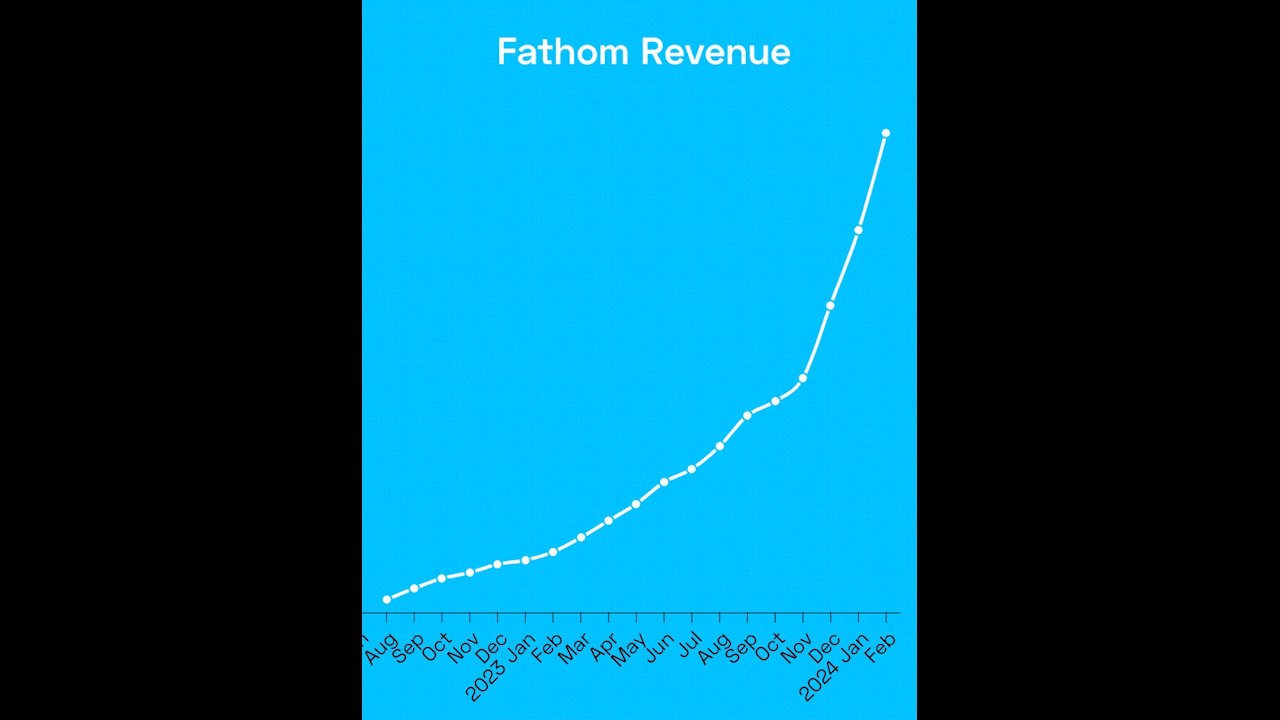 Fathom Revenue
Aug
Sep
Oct
Nov
Dec
2023 Jan
Feb
Mar
Apr
May
Jun
Jul
Aug
Sep
Oct
Nov
Dec
2024 Jan
Feb